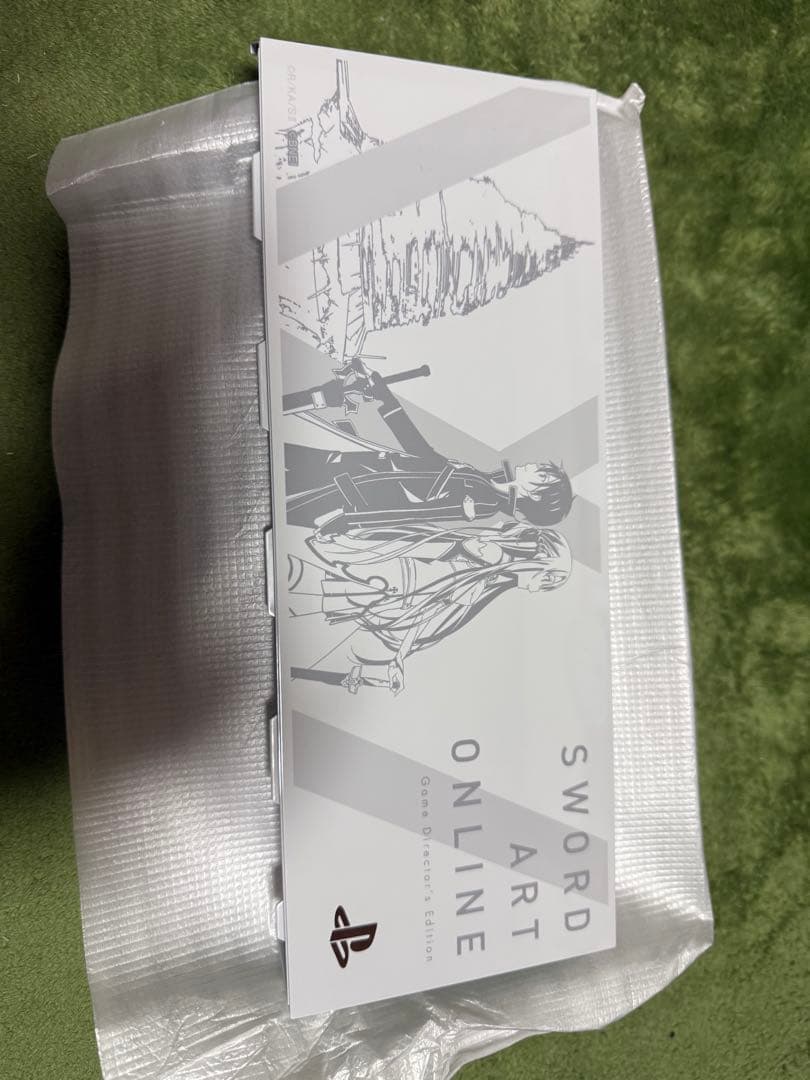 SWORD
ART
ONLINE
Game Director's Edition